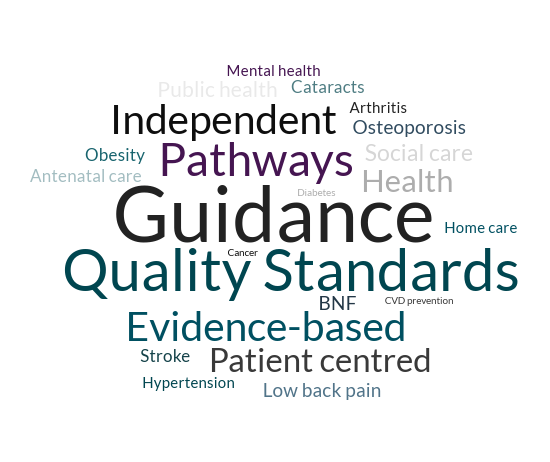 Mental health
Public health Cataracts
Independent Arthritis
Osteoporosis
Obesity Pathways Social care
Antenatal care Health
Diabetes
Guidance Home care
Cancer
Quality Standards
BNF CVD prevention
Evidence-based
Stroke Patient centred
Hypertension Low back pain